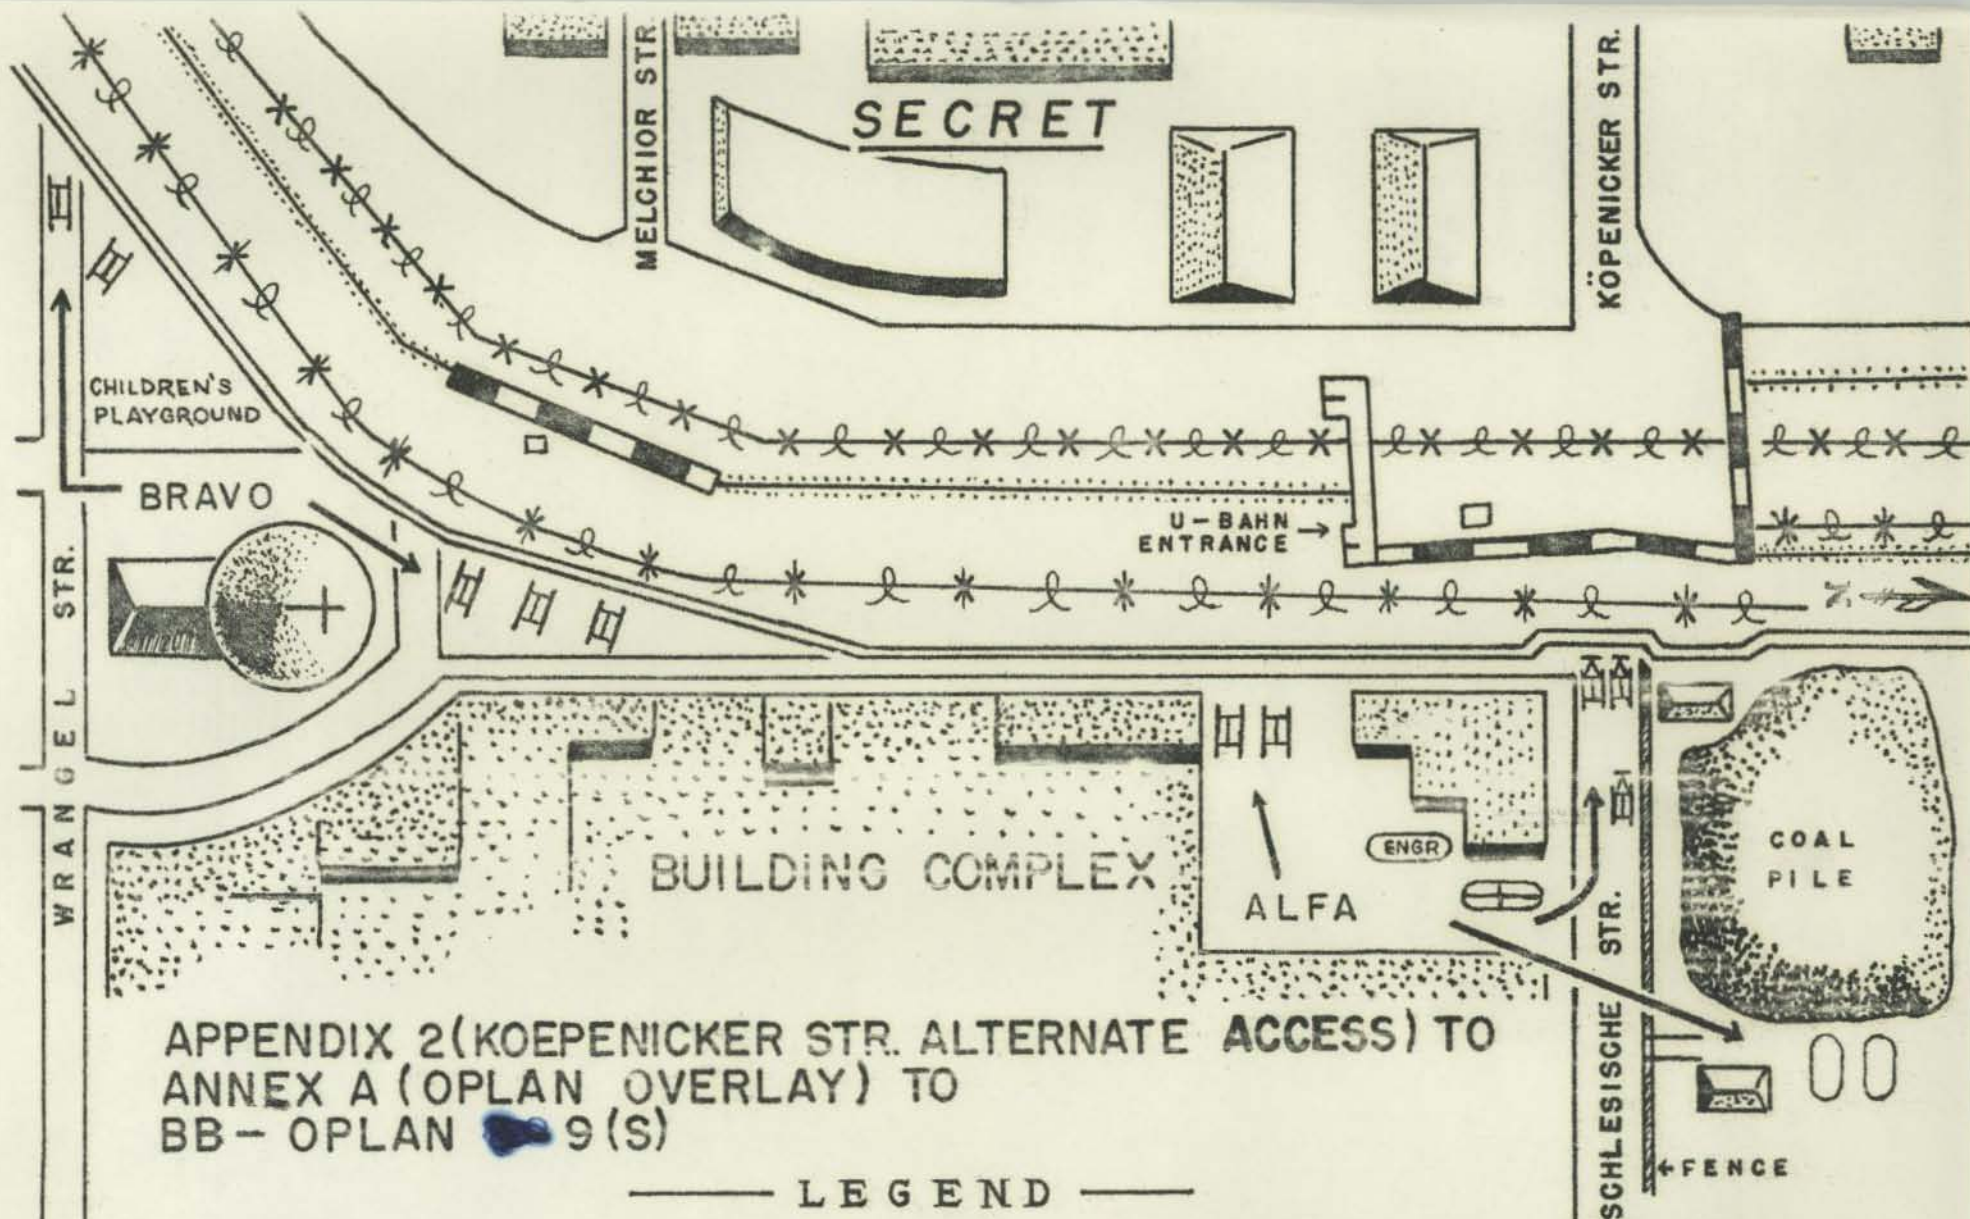 MELCHIOR STR.
SECRET
KÖPENICKER STR.
CHILDREN'S
PLAYGROUND
BRAVO
U-BAHN
ENTRANCE
WRANGEL STR.
BUILDING COMPLEX
ENGR
ALFA
COAL
PILE
SCHLESISCHE STR.
APPENDIX 2 (KOEPENICKER STR. ALTERNATE ACCESS) TO
ANNEX A (OPLAN OVERLAY) TO
BB- OPLAN 9 (S)
FENCE
LEGEND